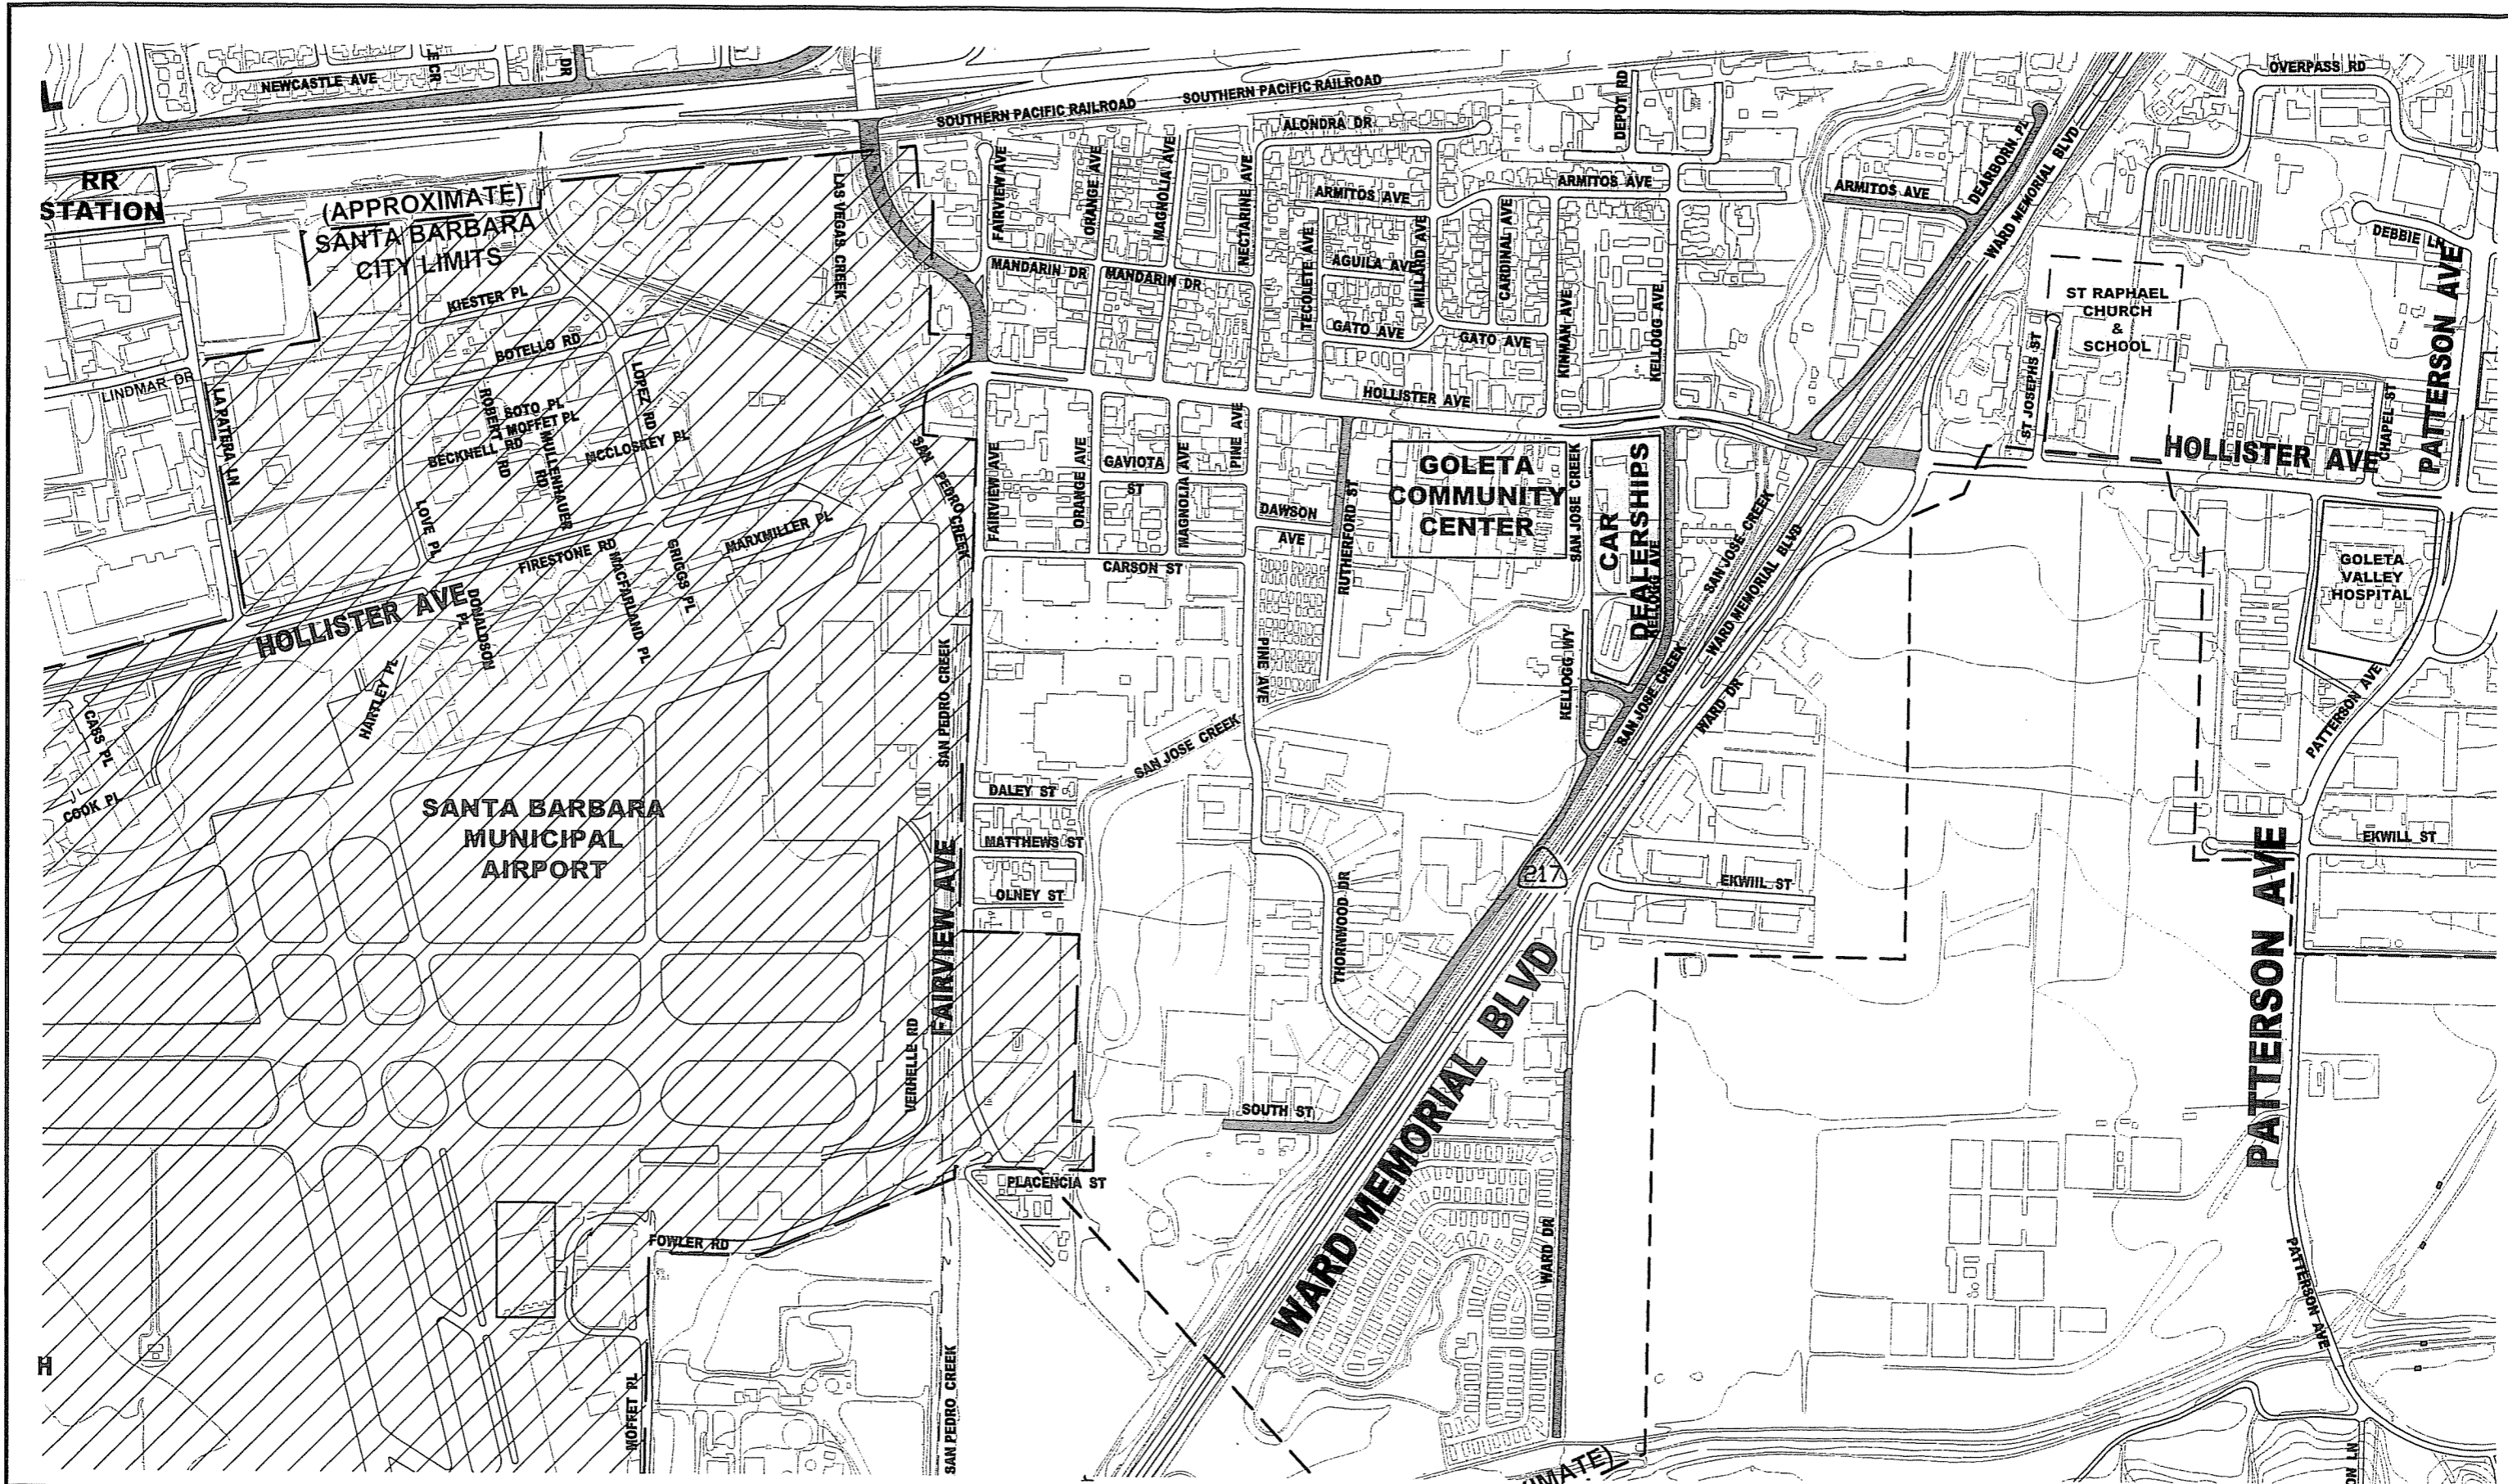 NEWCASTLE AVE
E CR
DR
L
SOUTHERN PACIFIC RAILROAD
SOUTHERN PACIFIC RAILROAD
OVERPASS RD
RR
STATION
(APPROXIMATE)
SANTA BARBARA
CITY LIMITS
LAS VEGAS CREEK
FAIRVIEW AVE
ORANGE AVE
MAGNOLIA AVE
NECTARINE AVE
ALONDRA DR
DEPOT RD
ARMITOS AVE
ARMITOS AVE
ARMITOS AVE
DEARBORN PL
WARD MEMORIAL BLVD
DEBBIE LN
PATTERSON AVE
MANDARIN DR
MANDARIN DR
TECOLETE AVE
AGUILA AVE
MILLARD AVE
CARDINAL AVE
KINMAN AVE
KELLOGG AVE
GATO AVE
GATO AVE
ST RAPHAEL
CHURCH
&
SCHOOL
ST JOSEPHS ST
CHAPEL ST
KIESTER PL
BOTELLO RD
LINDMAR DR
LA PATERA LN
ROBERT RD
SOTO PL
MOFFET PL
LOPEZ RD
BECKNELL RD
MULLENHAUER RD
MCCLOSKEY PL
LOVE PL
HOLLISTER AVE
HOLLISTER AVE
SAN PEDRO CREEK
FAIRVIEW AVE
ORANGE AVE
GAVIOTA
ST
MAGNOLIA AVE
PINE AVE
DAWSON
AVE
RUTHERFORD ST
GOLETA
COMMUNITY
CENTER
SAN JOSE CREEK
CAR
DEALERSHIPS
KELLOGG AVE
SAN JOSE CREEK
WARD MEMORIAL BLVD
GOLETA
VALLEY
HOSPITAL
FIRESTONE RD
MARXMILLER PL
GRIGGS PL
MACFARLAND PL
HOLLISTER AVE
DONALDSON
PL
CARSON ST
HARTLEY PL
CASS PL
COOK PL
SAN PEDRO CREEK
PINE AVE
KELLOGG WY
SAN JOSE CREEK
SAN JOSE CREEK
WARD DR
PATTERSON AVE
SANTA BARBARA
MUNICIPAL
AIRPORT
DALEY ST
MATTHEWS ST
OLNEY ST
FAIRVIEW AVE
THORNWOOD DR
217
EKWIIL ST
EKWILL ST
PATTERSON AVE
VERHELLE RD
SOUTH ST
WARD MEMORIAL BLVD
PLACENCIA ST
FOWLER RD
WARD DR
PATTERSON AVE
H
MOFFET PL
SAN PEDRO CREEK
IMATE)
ON LN